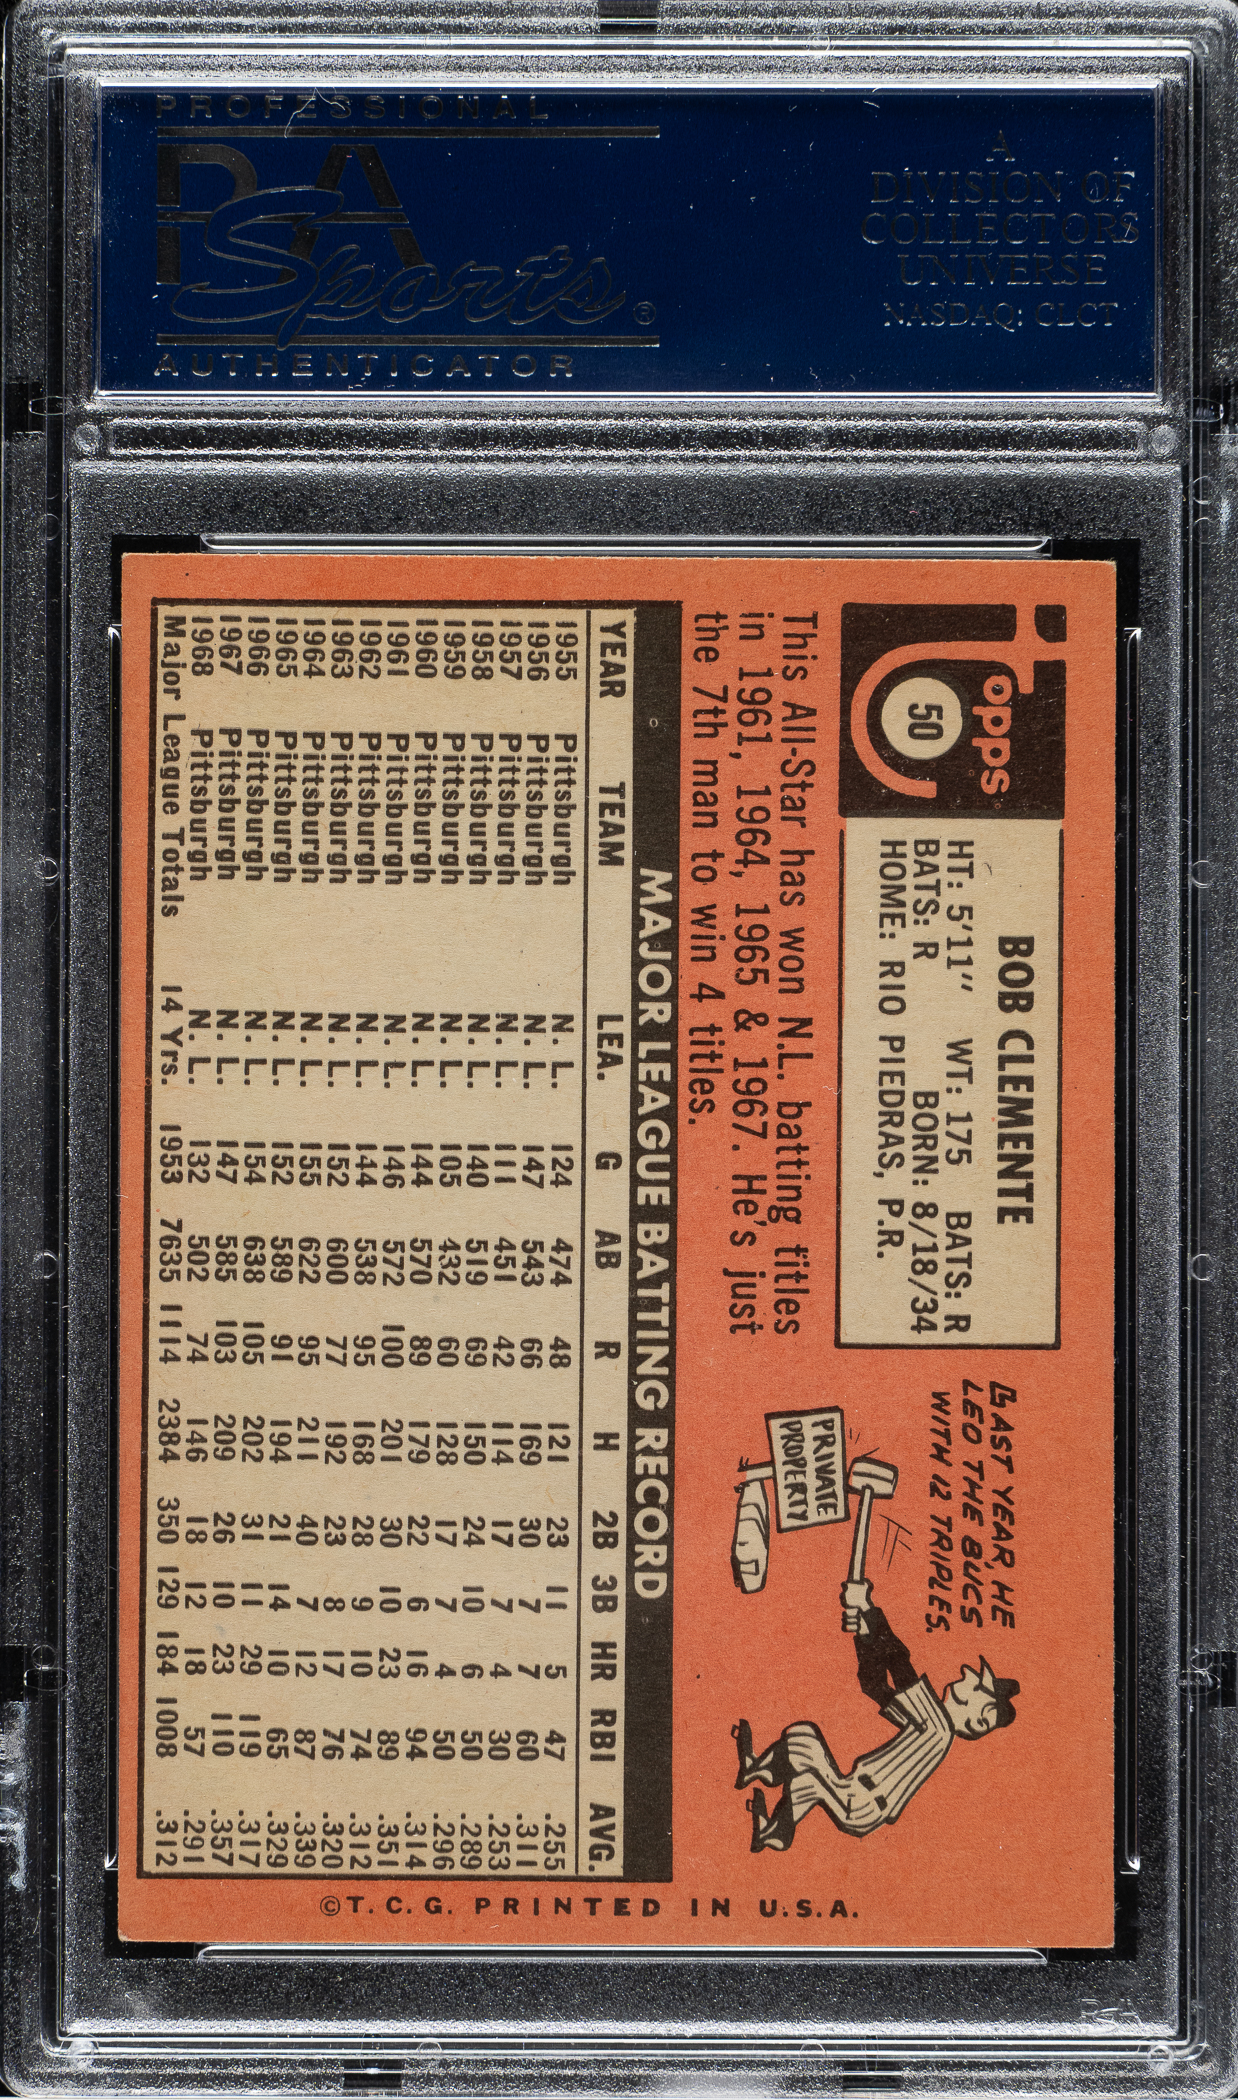 PROFESSIONAL
PSA
Sports®
AUTHENTICATOR
A
DIVISION OF
COLLECTORS
UNIVERSE
NASDAQ: CLCT
Topps
50
BOB CLEMENTE
HT: 5'11" WT: 175 BATS: R
BATS: R BORN: 8/18/34
HOME: RIO PIEDRAS, P.R.
This All-Star has won N.L. batting titles
in 1961, 1964, 1965 & 1967. He's just
the 7th man to win 4 titles.
LAST YEAR, HE
LED THE BUCS
WITH 12 TRIPLES.
PRIVATE
PROPERTY
MAJOR LEAGUE BATTING RECORD
YEAR TEAM LEA. G AB R H 2B 3B HR RBI AVG.
1955 Pittsburgh N.L. 124 474 48 121 23 11 5 47 .255
1956 Pittsburgh N.L. 147 543 66 169 30 7 7 60 .311
1957 Pittsburgh N.L. 111 451 42 114 17 7 4 30 .253
1958 Pittsburgh N.L. 140 519 69 150 24 10 6 50 .289
1959 Pittsburgh N.L. 105 432 60 128 17 7 4 50 .296
1960 Pittsburgh N.L. 144 570 89 179 22 6 16 94 .314
1961 Pittsburgh N.L. 146 572 100 201 30 10 23 89 .351
1962 Pittsburgh N.L. 144 538 95 168 28 9 10 74 .312
1963 Pittsburgh N.L. 152 600 77 192 23 8 17 76 .320
1964 Pittsburgh N.L. 155 622 95 211 40 7 12 87 .339
1965 Pittsburgh N.L. 152 589 91 194 21 14 10 65 .329
1966 Pittsburgh N.L. 154 638 105 202 31 11 29 119 .317
1967 Pittsburgh N.L. 147 585 103 209 26 10 23 110 .357
1968 Pittsburgh N.L. 132 502 74 146 18 12 18 57 .291
Major League Totals 14 Yrs. 1953 7635 1114 2384 350 129 184 1008 .312
©T.C.G. PRINTED IN U.S.A.
PSA